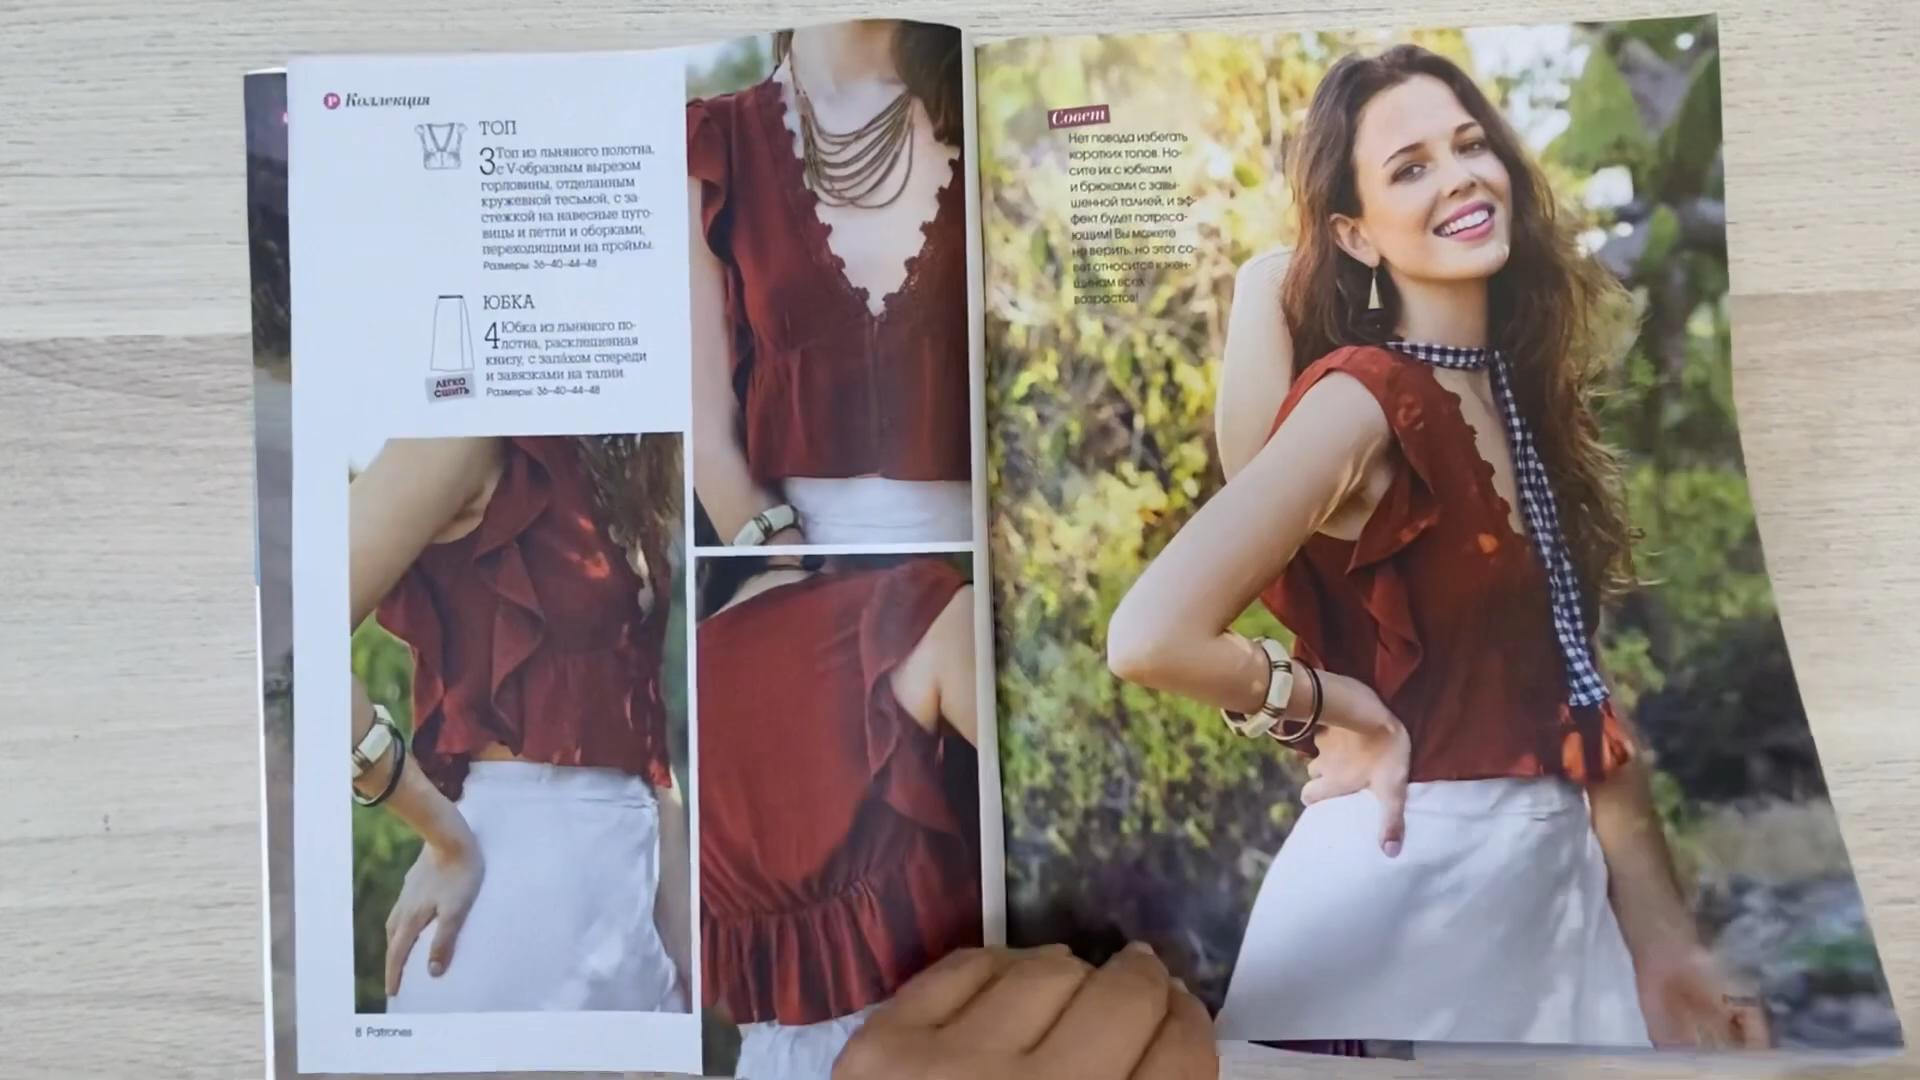 Коллекция
ТОП
3 Топ из льняного полотна,
с V-образным вырезом
горловины, отделанным
кружевной тесьмой, с за-
стежкой на навесные пуго-
вицы и петли и оборками,
переходящими на проймы.
Размеры: 36-40-44-48
ЮБКА
4 Юбка из льняного по-
лотна, расклешенная
книзу, с запахом спереди
и завязками на талии.
Размеры: 36-40-44-48
ЛЕГКО
СШИТЬ
8 Patrones
Совет
Нет повода избегать
коротких топов. Но-
сите их с юбками
и брюками с завы-
шенной талией, и эф-
фект будет потряса-
ющим! Вы можете
не верить, но этот со-
вет относится к жен-
щинам всех
возрастов!